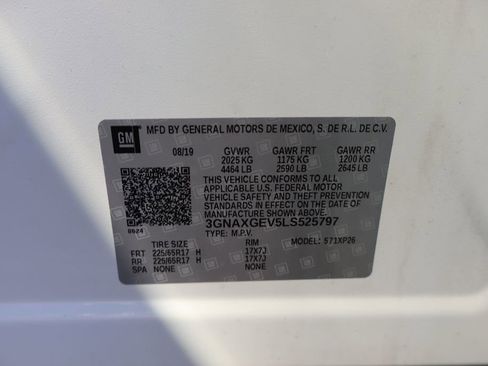 GM MFD BY GENERAL MOTORS DE MEXICO, S. DE R.L. DE C.V.
08/19 GVWR GAWR FRT GAWR RR
2025 KG 1175 KG 1200 KG
4464 LB 2590 LB 2645 LB
THIS VEHICLE CONFORMS TO ALL
APPLICABLE U.S. FEDERAL MOTOR
VEHICLE SAFETY AND THEFT PREVENTION
STANDARDS IN EFFECT ON THE DATE
OF MANUFACTURE SHOWN ABOVE.
3GNAXGEV5LS525797
TYPE: M.P.V. MODEL: 571XP26
0024
TIRE SIZE RIM
FRT 225/65R17 H 17X7J
RR 225/65R17 H 17X7J
SPA NONE NONE